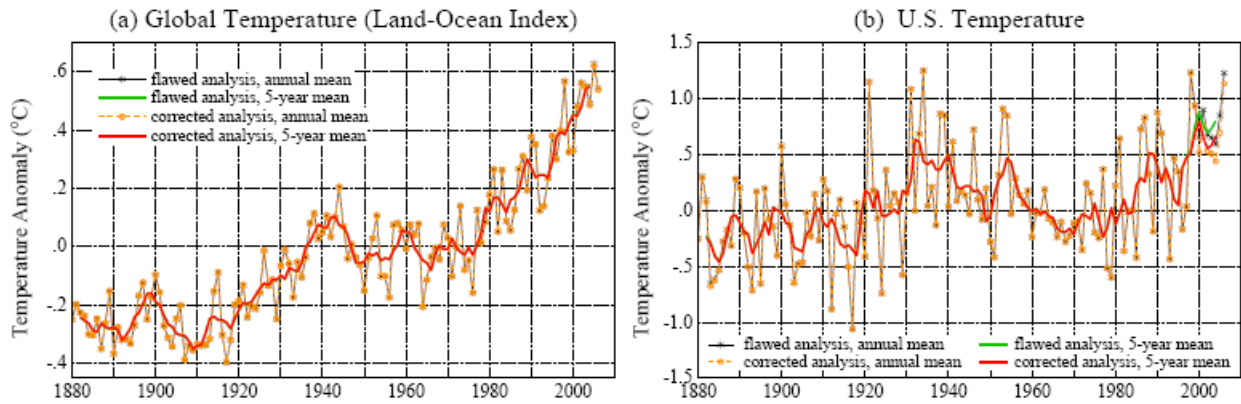 (a) Global Temperature (Land-Ocean Index)
.6
.4
.2
.0
-.2
-.4
Temperature Anomaly (°C)
flawed analysis, annual mean
flawed analysis, 5-year mean
corrected analysis, annual mean
corrected analysis, 5-year mean
1880 1900 1920 1940 1960 1980 2000
(b) U.S. Temperature
1.5
1.0
.5
.0
-.5
-1.0
-1.5
Temperature Anomaly (°C)
flawed analysis, annual mean flawed analysis, 5-year mean
corrected analysis, annual mean corrected analysis, 5-year mean
1880 1900 1920 1940 1960 1980 2000